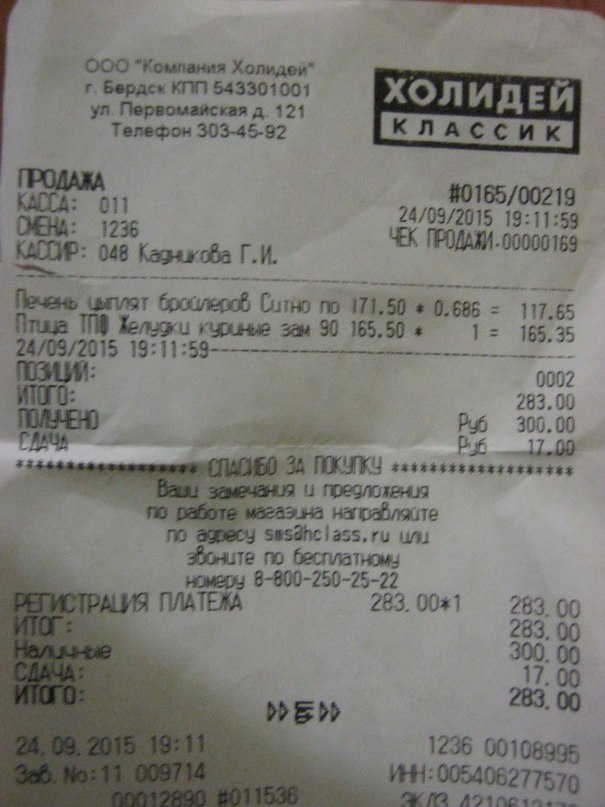 ООО "Компания Холидей"
г. Бердск КПП 543301001
ул. Первомайская д. 121
Телефон 303-45-92
ХОЛИДЕЙ
КЛАССИК
ПРОДАЖА
#0165/00219
КАССА: 011
24/09/2015 19:11:59
СМЕНА: 1236
ЧЕК ПРОДАЖИ.00000169
КАССИР: 048 Кадникова Г.И.
Печень цыплят бройлеров Ситно по 171.50 * 0.686 = 117.65
Птица ТПФ Желудки куриные зам 90 165.50 * 1 = 165.35
24/09/2015 19:11:59
ПОЗИЦИЙ: 0002
ИТОГО: 283.00
ПОЛУЧЕНО Руб 300.00
СДАЧА Руб 17.00
****************** СПАСИБО ЗА ПОКУПКУ ******************
Ваши замечания и предложения
по работе магазина направляйте
по адресу sms@hclass.ru или
звоните по бесплатному
номеру 8-800-250-25-22
РЕГИСТРАЦИЯ ПЛАТЕЖА 283.00*1 283.00
ИТОГ: 283.00
Наличные 300.00
СДАЧА: 17.00
ИТОГО: 283.00
24.09.2015 19:11 1236 00108995
Зав.No:11 009714 ИНН:005406277570
00012890 #011536 ЭКЛЗ